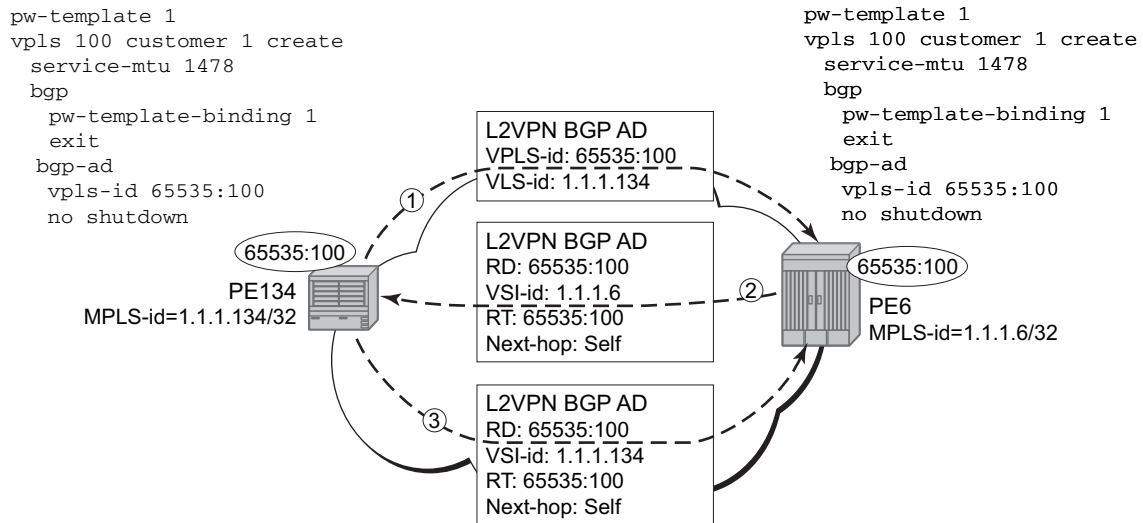 pw-template 1
vpls 100 customer 1 create
service-mtu 1478
bgp
pw-template-binding 1
exit
bgp-ad
vpls-id 65535:100
no shutdown
pw-template 1
vpls 100 customer 1 create
service-mtu 1478
bgp
pw-template-binding 1
exit
bgp-ad
vpls-id 65535:100
no shutdown
L2VPN BGP AD
VPLS-id: 65535:100
VLS-id: 1.1.1.134
1
65535:100
PE134
MPLS-id=1.1.1.134/32
L2VPN BGP AD
RD: 65535:100
VSI-id: 1.1.1.6
RT: 65535:100
Next-hop: Self
2
65535:100
PE6
MPLS-id=1.1.1.6/32
3
L2VPN BGP AD
RD: 65535:100
VSI-id: 1.1.1.134
RT: 65535:100
Next-hop: Self